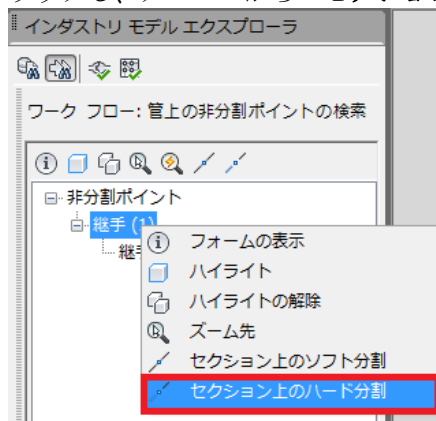 インダストリ モデル エクスプローラ
ワーク フロー: 管上の非分割ポイントの検索
非分割ポイント
継手 (1)
継手
フォームの表示
ハイライト
ハイライトの解除
ズーム先
セクション上のソフト分割
セクション上のハード分割